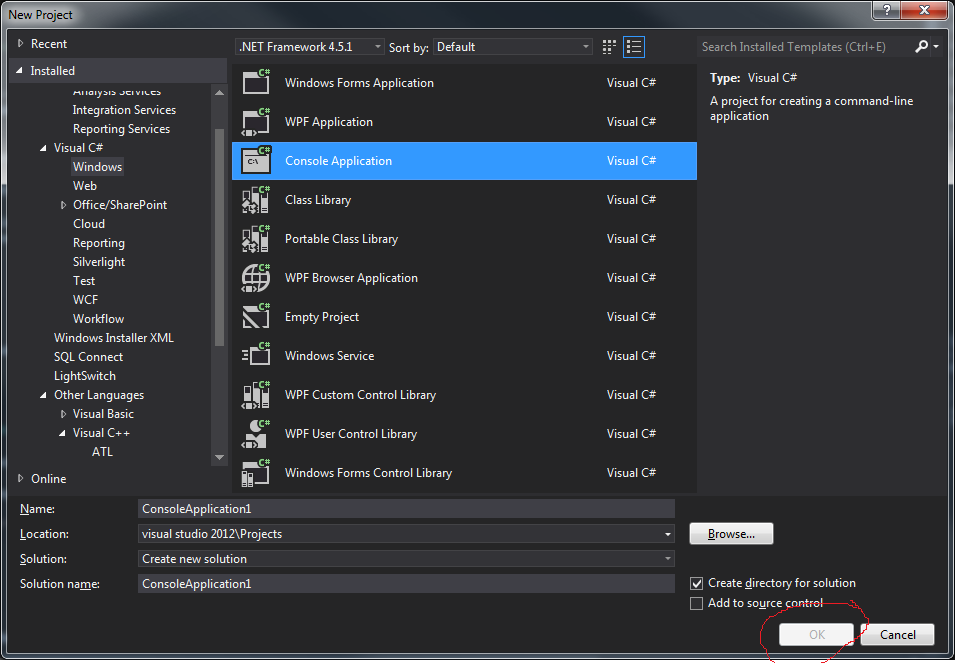 New Project
Recent
Installed
.NET Framework 4.5.1 Sort by: Default
Search Installed Templates (Ctrl+E)
Analysis Services
Integration Services
Reporting Services
Visual C#
Windows
Web
Office/SharePoint
Cloud
Reporting
Silverlight
Test
WCF
Workflow
Windows Installer XML
SQL Connect
LightSwitch
Other Languages
Visual Basic
Visual C++
ATL
Online
Windows Forms Application Visual C#
WPF Application Visual C#
Console Application Visual C#
Class Library Visual C#
Portable Class Library Visual C#
WPF Browser Application Visual C#
Empty Project Visual C#
Windows Service Visual C#
WPF Custom Control Library Visual C#
WPF User Control Library Visual C#
Windows Forms Control Library Visual C#
Type: Visual C#
A project for creating a command-line
application
Name: ConsoleApplication1
Location: visual studio 2012\Projects
Browse...
Solution: Create new solution
Solution name: ConsoleApplication1
Create directory for solution
Add to source control
OK Cancel